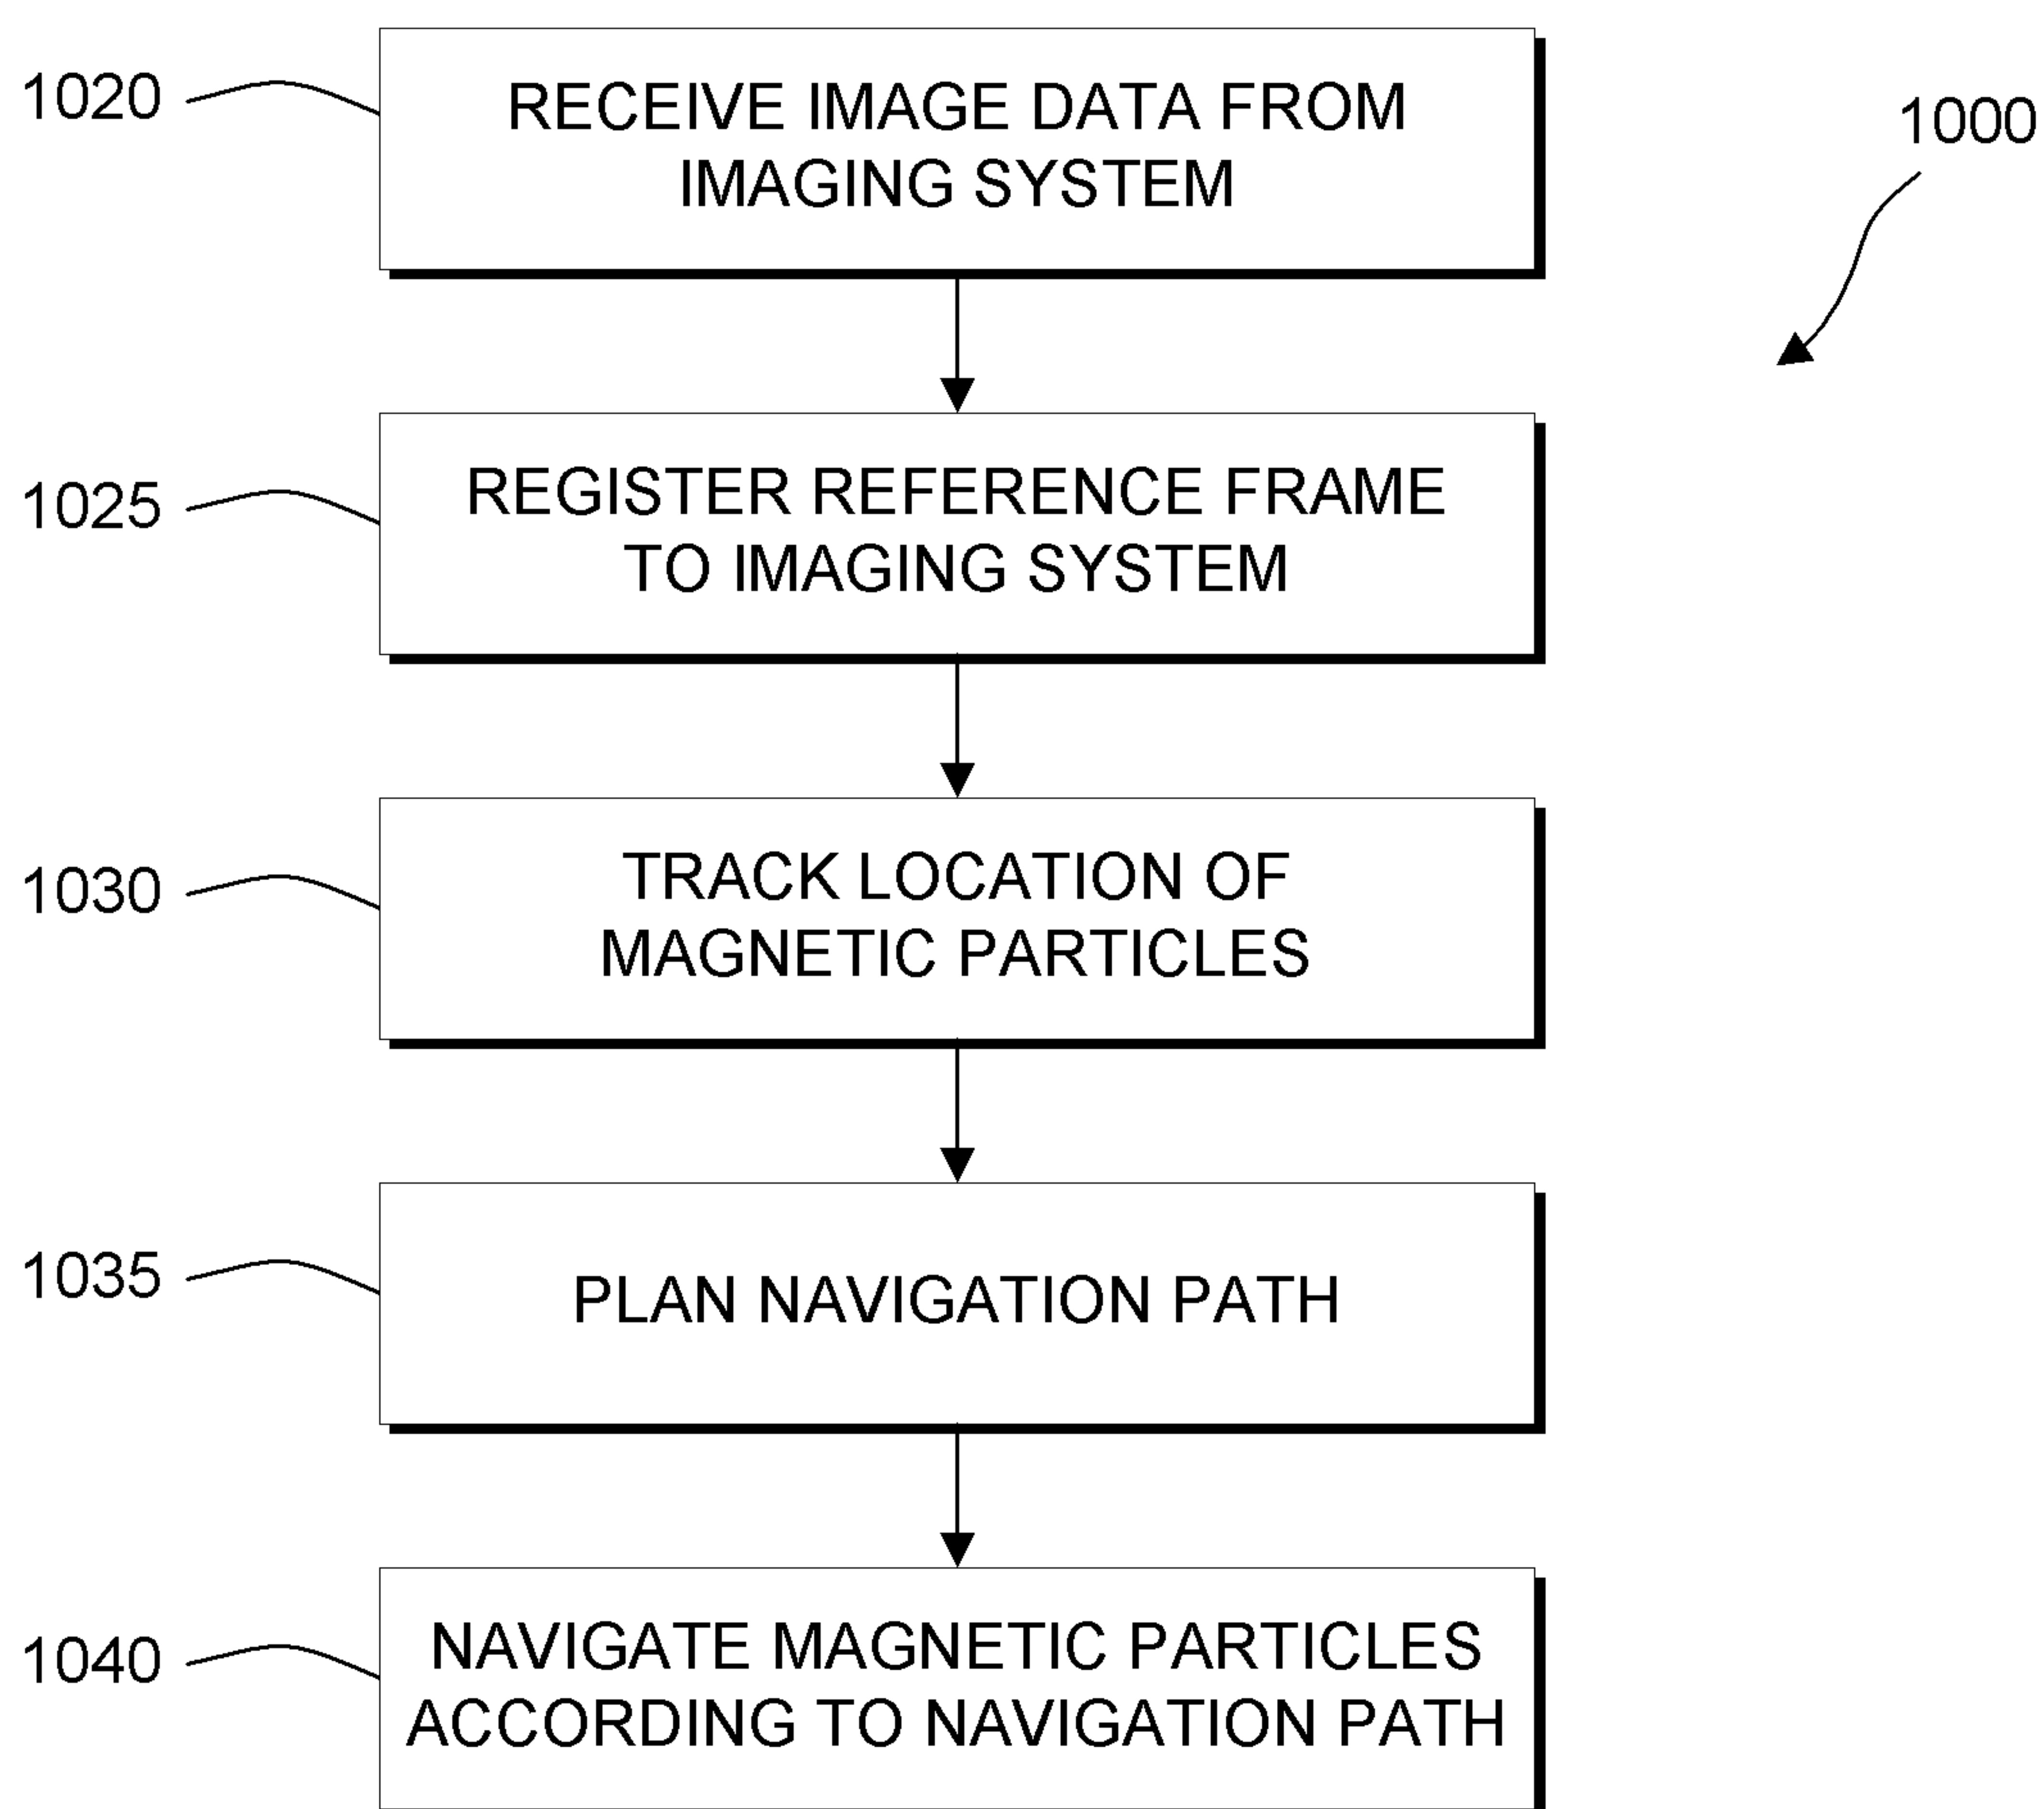 1020
RECEIVE IMAGE DATA FROM
IMAGING SYSTEM
1000
1025
REGISTER REFERENCE FRAME
TO IMAGING SYSTEM
1030
TRACK LOCATION OF
MAGNETIC PARTICLES
1035
PLAN NAVIGATION PATH
1040
NAVIGATE MAGNETIC PARTICLES
ACCORDING TO NAVIGATION PATH